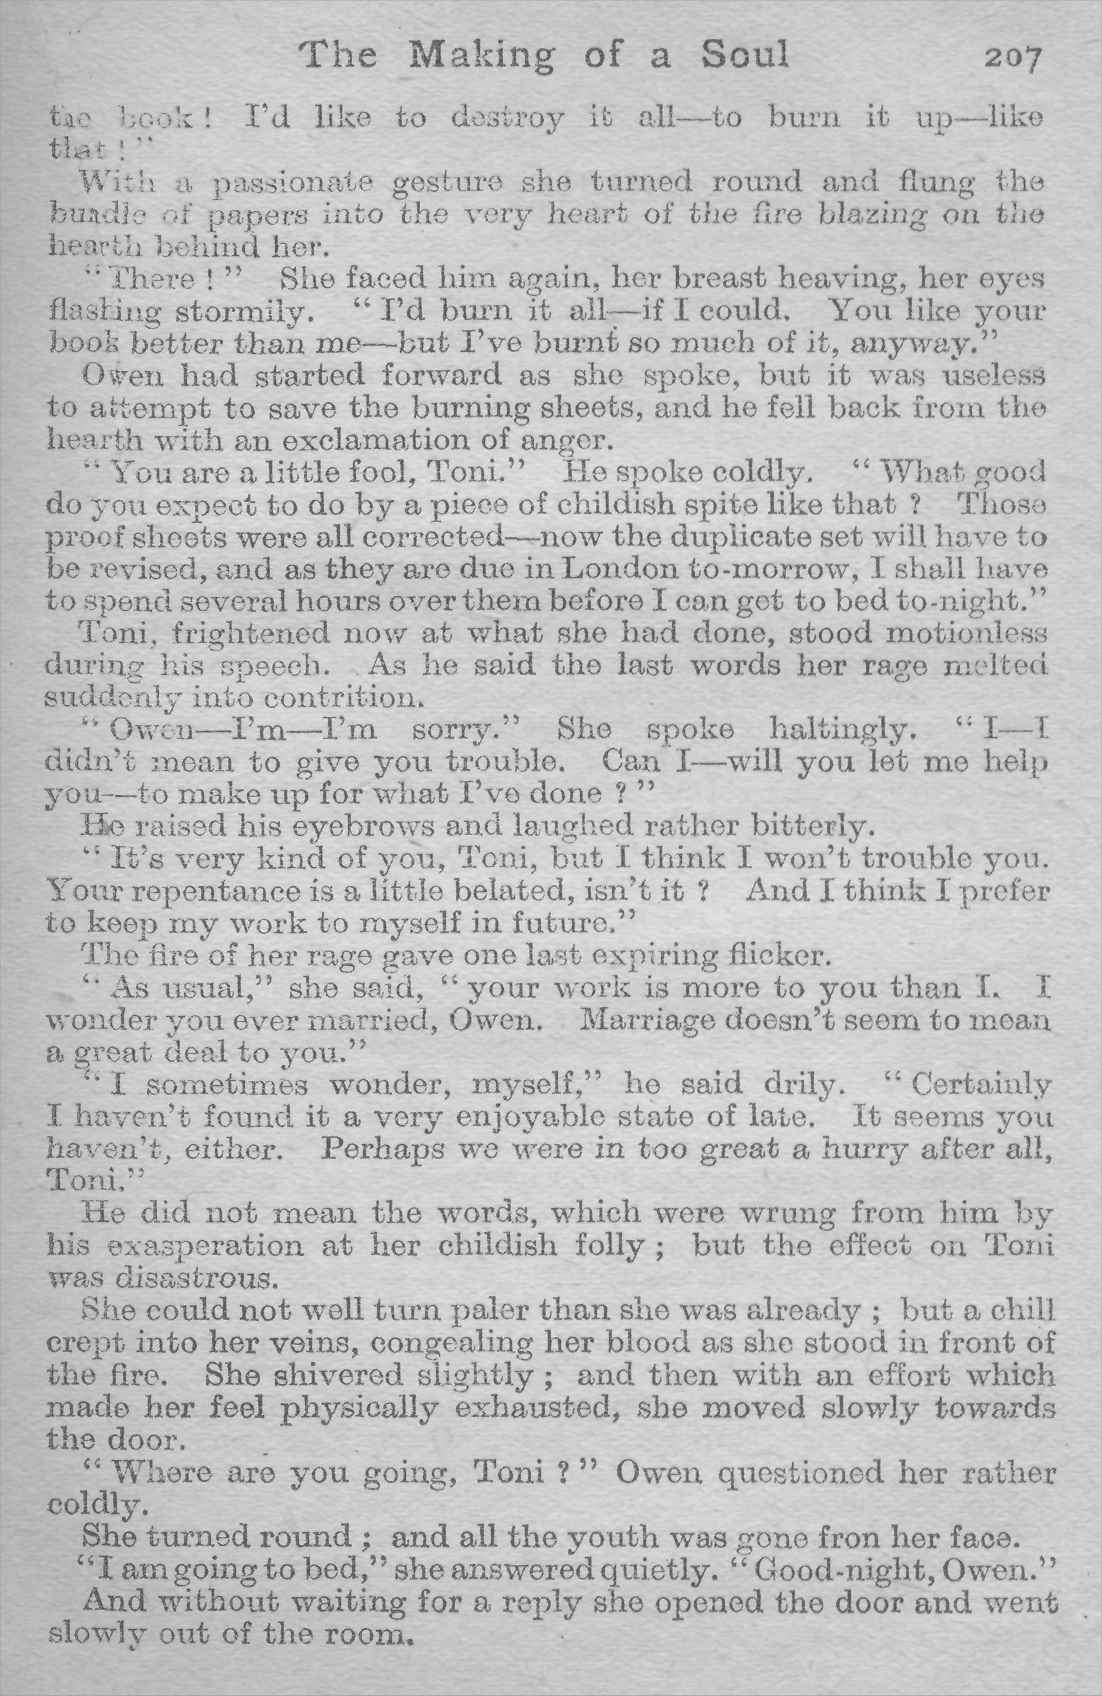 The Making of a Soul 207
the book! I'd like to destroy it all—to burn it up—like
that!"
With a passionate gesture she turned round and flung the
bundle of papers into the very heart of the fire blazing on the
hearth behind her.
"There!" She faced him again, her breast heaving, her eyes
flashing stormily. "I'd burn it all—if I could. You like your
book better than me—but I've burnt so much of it, anyway."
Owen had started forward as she spoke, but it was useless
to attempt to save the burning sheets, and he fell back from the
hearth with an exclamation of anger.
"You are a little fool, Toni." He spoke coldly. "What good
do you expect to do by a piece of childish spite like that? Those
proof sheets were all corrected—now the duplicate set will have to
be revised, and as they are due in London to-morrow, I shall have
to spend several hours over them before I can get to bed to-night."
Toni, frightened now at what she had done, stood motionless
during his speech. As he said the last words her rage melted
suddenly into contrition.
"Owen—I'm—I'm sorry." She spoke haltingly. "I—I
didn't mean to give you trouble. Can I—will you let me help
you—to make up for what I've done?"
He raised his eyebrows and laughed rather bitterly.
"It's very kind of you, Toni, but I think I won't trouble you.
Your repentance is a little belated, isn't it? And I think I prefer
to keep my work to myself in future."
The fire of her rage gave one last expiring flicker.
"As usual," she said, "your work is more to you than I. I
wonder you ever married, Owen. Marriage doesn't seem to mean
a great deal to you."
"I sometimes wonder, myself," he said drily. "Certainly
I haven't found it a very enjoyable state of late. It seems you
haven't, either. Perhaps we were in too great a hurry after all,
Toni."
He did not mean the words, which were wrung from him by
his exasperation at her childish folly; but the effect on Toni
was disastrous.
She could not well turn paler than she was already; but a chill
crept into her veins, congealing her blood as she stood in front of
the fire. She shivered slightly; and then with an effort which
made her feel physically exhausted, she moved slowly towards
the door.
"Where are you going, Toni?" Owen questioned her rather
coldly.
She turned round; and all the youth was gone fron her face.
"I am going to bed," she answered quietly. "Good-night, Owen."
And without waiting for a reply she opened the door and went
slowly out of the room.